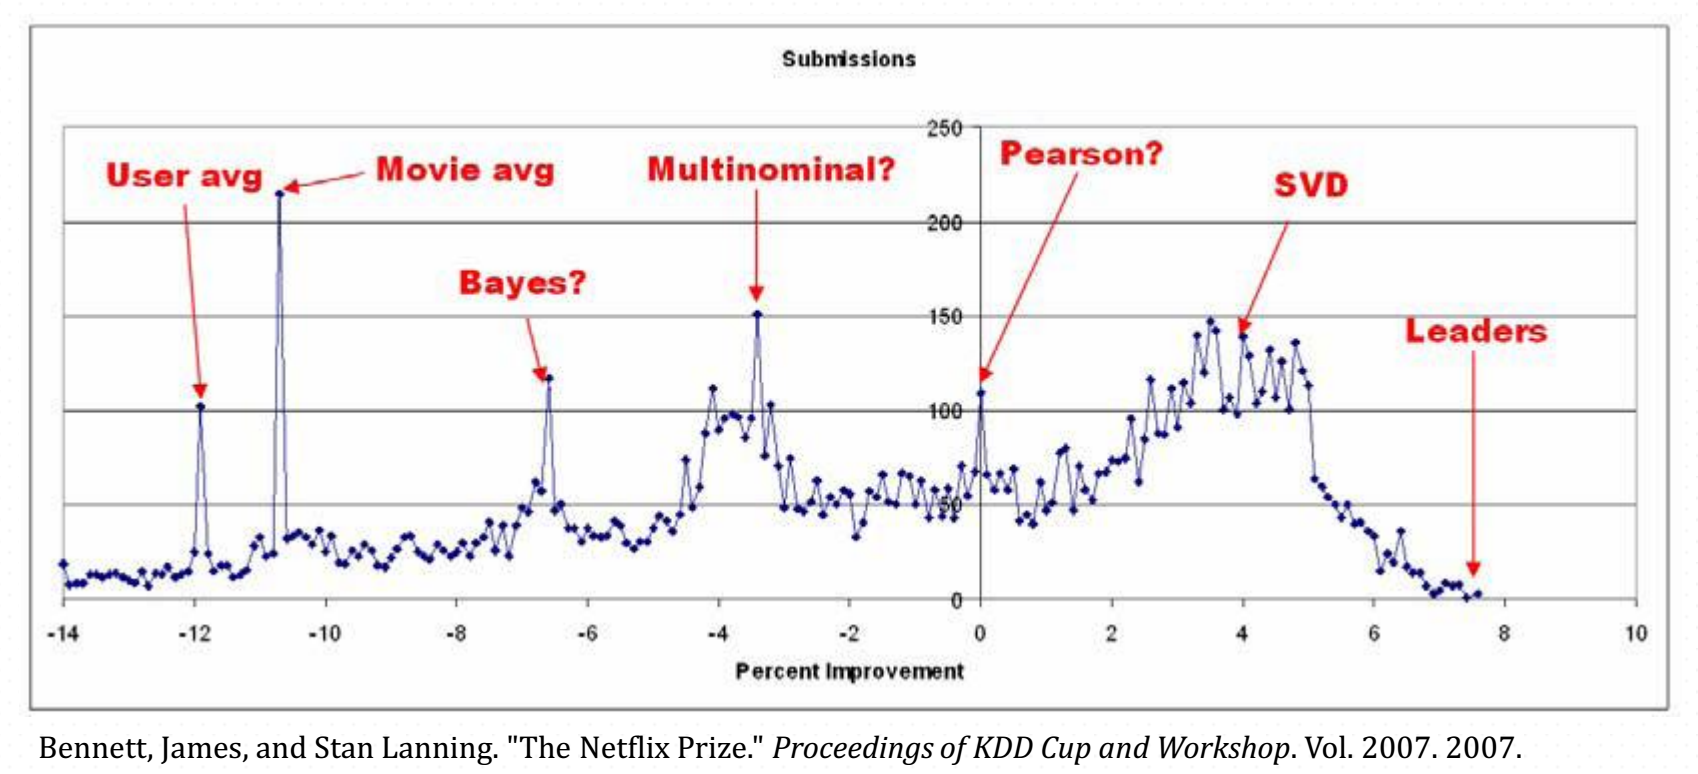 Submissions
250
Pearson?
User avg
Movie avg
Multinominal?
SVD
200
Bayes?
150
Leaders
100
50
0
-14 -12 -10 -8 -6 -4 -2 0 2 4 6 8 10
Percent Improvement
Bennett, James, and Stan Lanning. "The Netflix Prize." Proceedings of KDD Cup and Workshop. Vol. 2007. 2007.